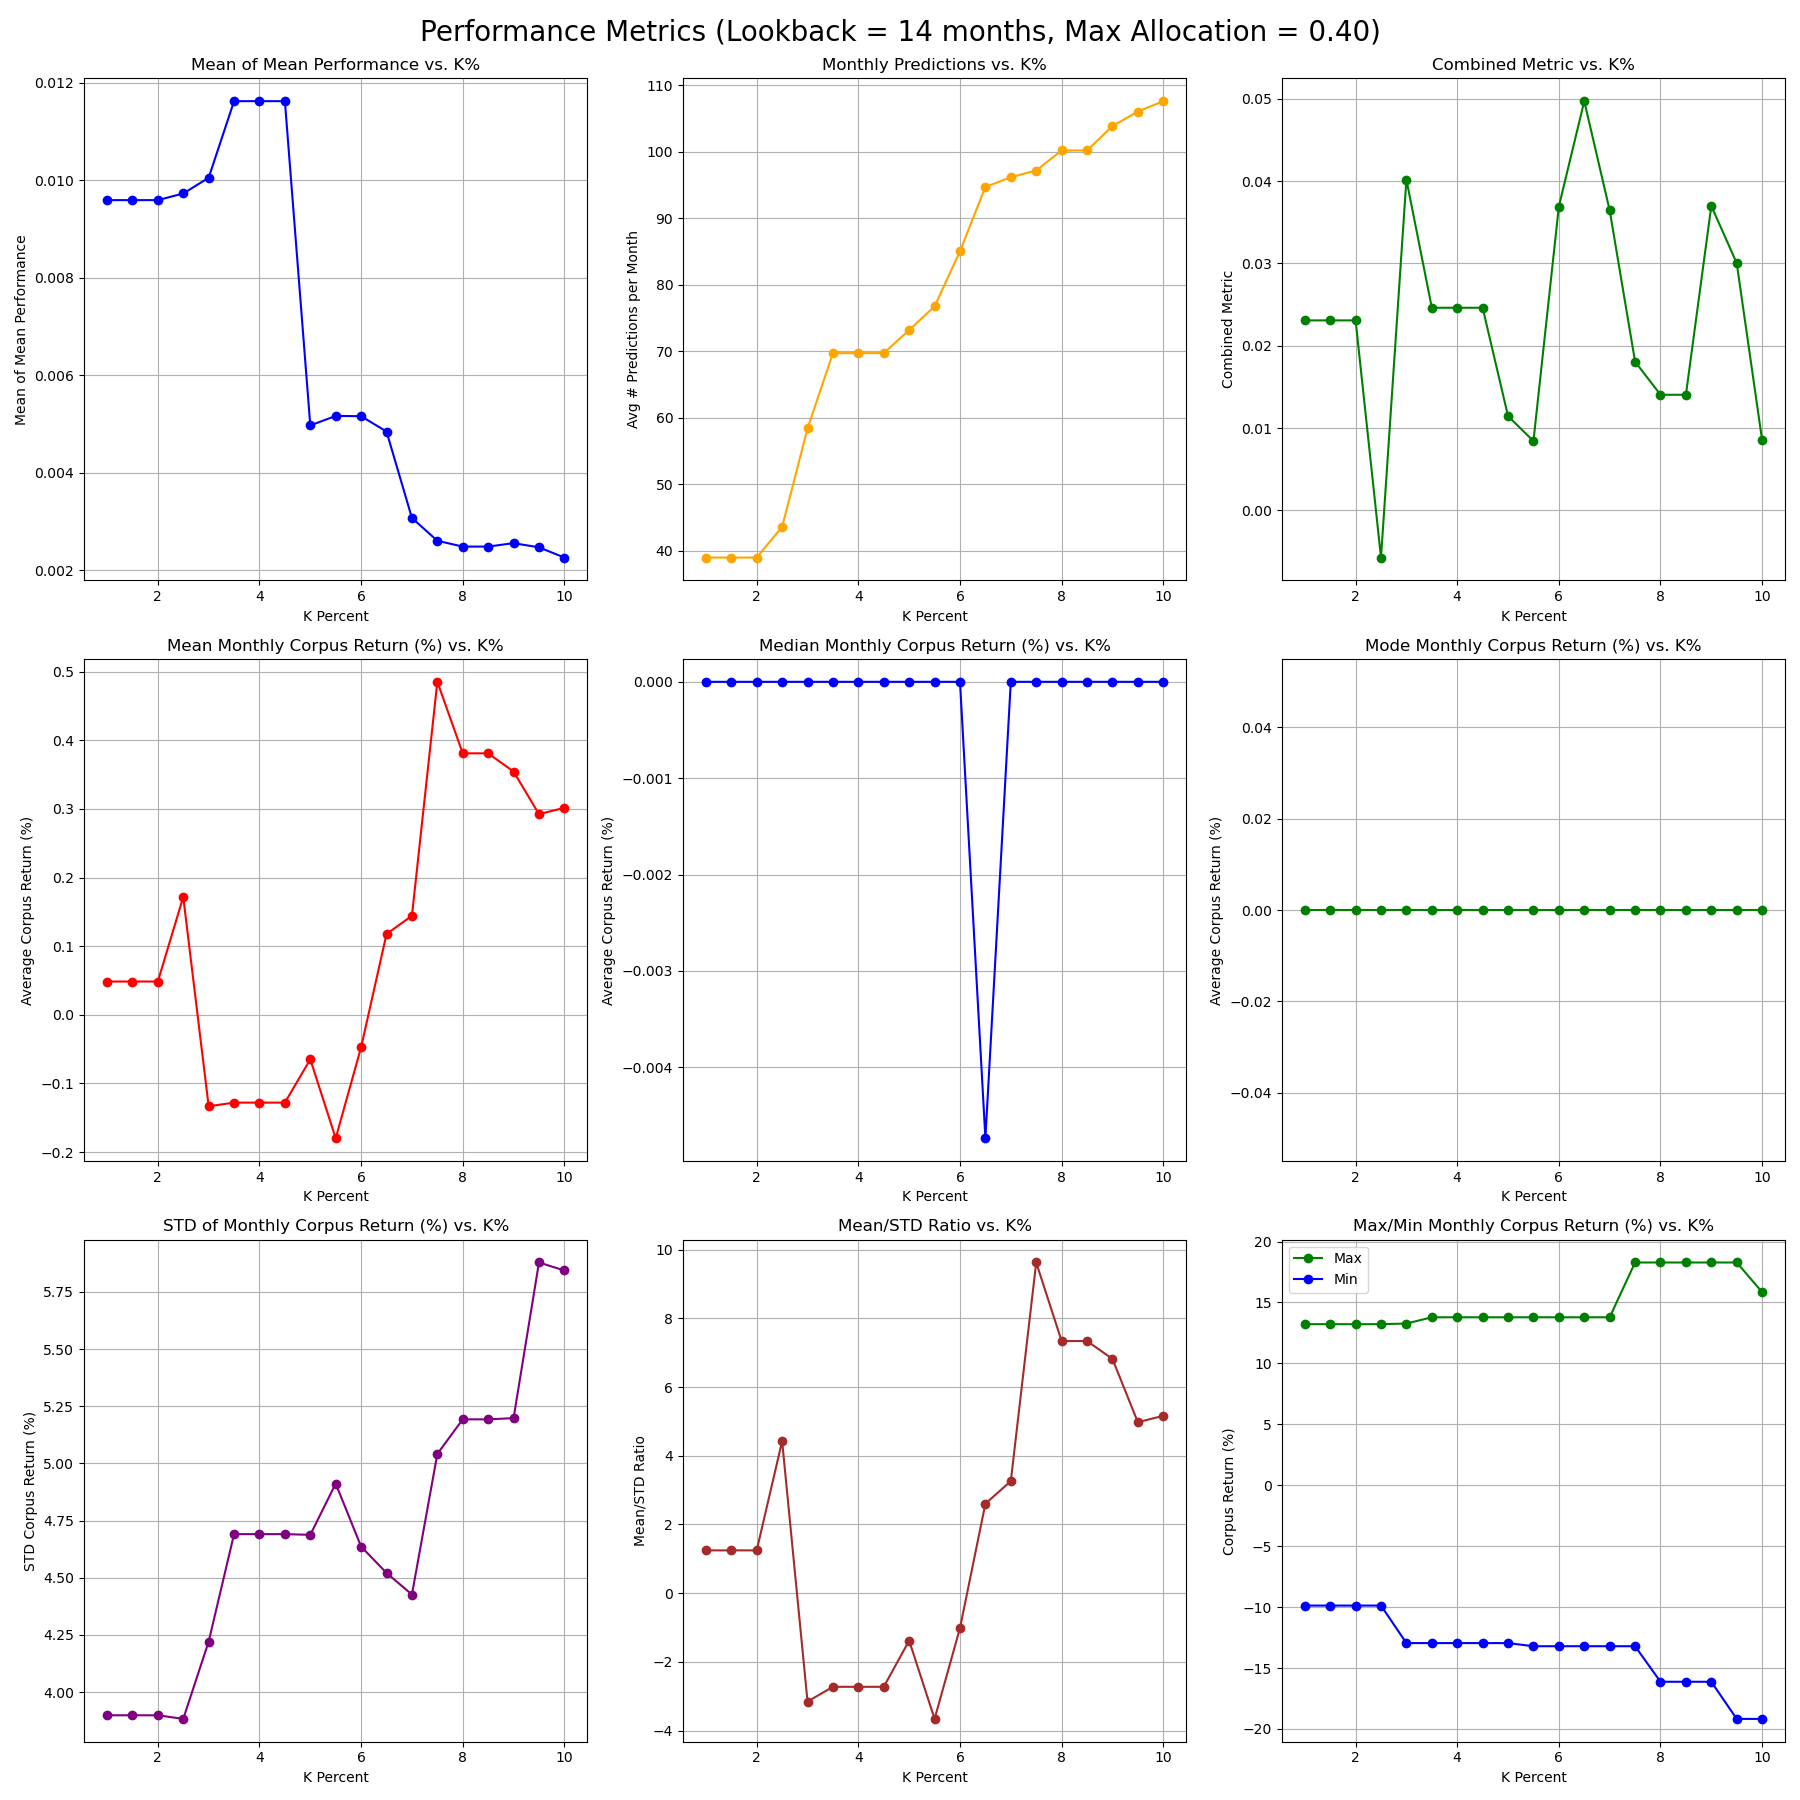 Performance Metrics (Lookback = 14 months, Max Allocation = 0.40)
Mean of Mean Performance vs. K%
Mean of Mean Performance
0.012
0.010
0.008
0.006
0.004
0.002
2 4 6 8 10
K Percent
Monthly Predictions vs. K%
Avg # Predictions per Month
110
100
90
80
70
60
50
40
2 4 6 8 10
K Percent
Combined Metric vs. K%
Combined Metric
0.05
0.04
0.03
0.02
0.01
0.00
2 4 6 8 10
K Percent
Mean Monthly Corpus Return (%) vs. K%
Average Corpus Return (%)
0.5
0.4
0.3
0.2
0.1
0.0
−0.1
−0.2
2 4 6 8 10
K Percent
Median Monthly Corpus Return (%) vs. K%
Average Corpus Return (%)
0.000
−0.001
−0.002
−0.003
−0.004
2 4 6 8 10
K Percent
Mode Monthly Corpus Return (%) vs. K%
Average Corpus Return (%)
0.04
0.02
0.00
−0.02
−0.04
2 4 6 8 10
K Percent
STD of Monthly Corpus Return (%) vs. K%
STD Corpus Return (%)
5.75
5.50
5.25
5.00
4.75
4.50
4.25
4.00
2 4 6 8 10
K Percent
Mean/STD Ratio vs. K%
Mean/STD Ratio
10
8
6
4
2
0
−2
−4
2 4 6 8 10
K Percent
Max/Min Monthly Corpus Return (%) vs. K%
Max
Min
Corpus Return (%)
20
15
10
5
0
−5
−10
−15
−20
2 4 6 8 10
K Percent